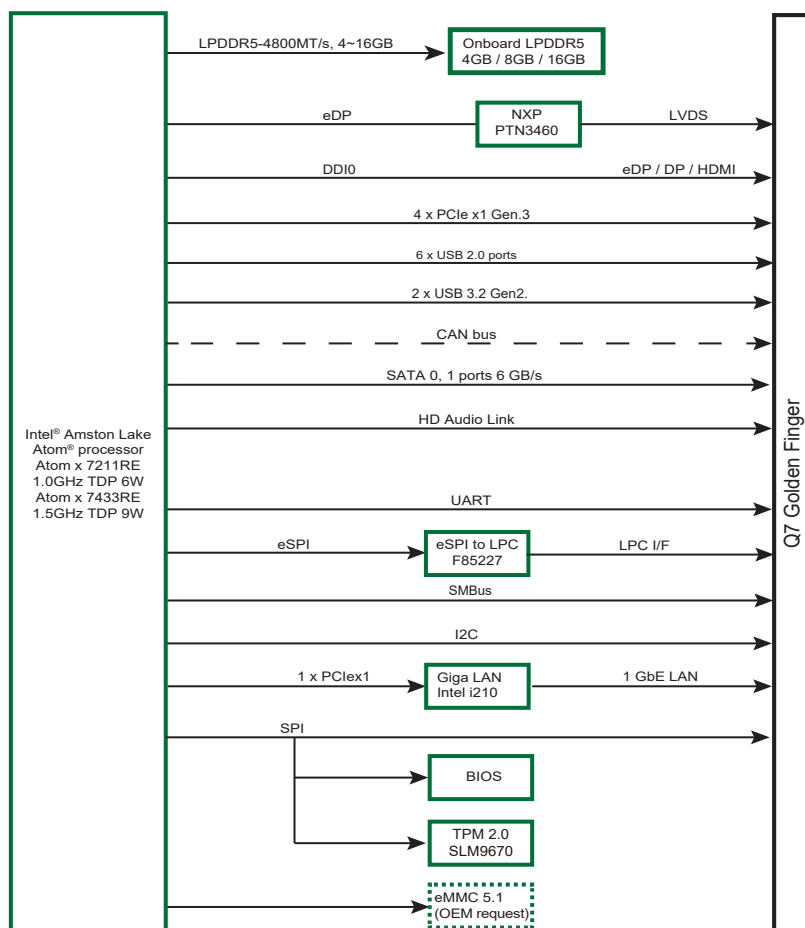 LPDDR5-4800MT/s, 4~16GB
Onboard LPDDR5
4GB / 8GB / 16GB
eDP
NXP
PTN3460
LVDS
DDI0
eDP / DP / HDMI
4 x PCIe x1 Gen.3
6 x USB 2.0 ports
2 x USB 3.2 Gen2.
CAN bus
SATA 0, 1 ports 6 GB/s
HD Audio Link
Intel® Amston Lake
Atom® processor
Atom x 7211RE
1.0GHz TDP 6W
Atom x 7433RE
1.5GHz TDP 9W
Q7 Golden Finger
UART
eSPI
eSPI to LPC
F85227
LPC I/F
SMBus
I2C
1 x PCIex1
Giga LAN
Intel i210
1 GbE LAN
SPI
BIOS
TPM 2.0
SLM9670
eMMC 5.1
(OEM request)